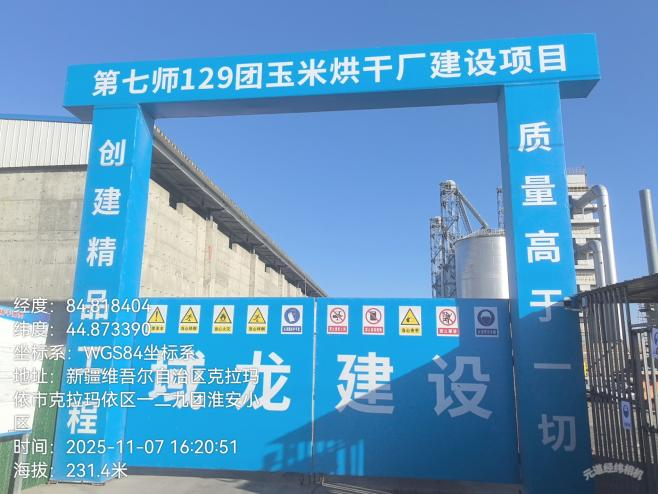 第七师129团玉米烘干厂建设项目
创建精品工程
质量高于一切
龙建设
经度：84.818404
纬度：44.873390
坐标系：WGS84坐标系
地址：新疆维吾尔自治区克拉玛
依市克拉玛依区一二九团淮安小
区
时间：2025-11-07 16:20:51
海拔：231.4米
元道经纬相机